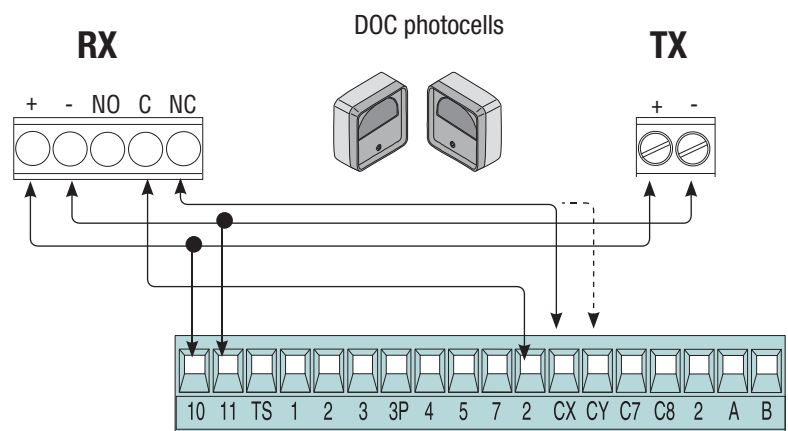 DOC photocells
RX
TX
+ - NO C NC
+ -
10 11 TS 1 2 3 3P 4 5 7 2 CX CY C7 C8 2 A B